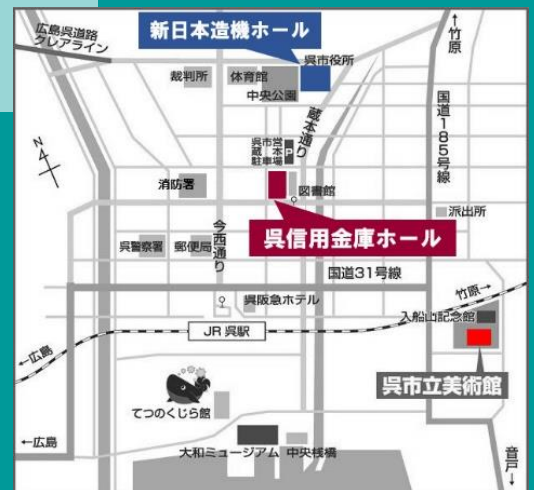 広島呉道路
クレアライン
新日本造機ホール
呉市役所
←竹原
裁判所
体育館
中央公園
蔵本通り
国道185号線
N
4
呉市営
蔵本
駐車場
P
消防署
図書館
派出所
今西通り
呉信用金庫ホール
呉警察署
郵便局
国道31号線
竹原→
呉阪急ホテル
入船山記念館
JR 呉駅
←広島
呉市立美術館
てつのくじら館
←広島
大和ミュージアム
中央桟橋
音戸→